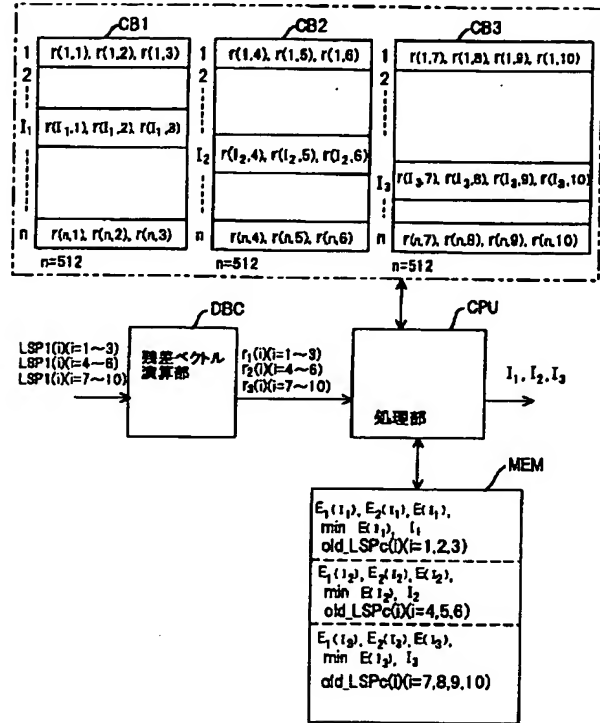 CB1 CB2 CB3
1 r(1,1), r(1,2), r(1,3) 1 r(1,4), r(1,5), r(1,6) 1 r(1,7), r(1,8), r(1,9), r(1,10)
2 2 2
I₁ r(I₁,1), r(I₁,2), r(I₁,3)
I₂ r(I₂,4), r(I₂,5), r(I₂,6)
I₃ r(I₃,7), r(I₃,8), r(I₃,9), r(I₃,10)
n r(n,1), r(n,2), r(n,3) n r(n,4), r(n,5), r(n,6) n r(n,7), r(n,8), r(n,9), r(n,10)
n=512 n=512 n=512
DBC
LSP1(i)(i=1~3)
LSP1(i)(i=4~6)
LSP1(i)(i=7~10)
残差ベクトル
演算部
r₁(i)(i=1~3)
r₂(i)(i=4~6)
r₃(i)(i=7~10)
CPU
処理部
I₁, I₂, I₃
MEM
E₁(I₁), E₂(I₁), E(I₁),
min E(I₁), I₁
old_LSPc(i)(i=1,2,3)
E₁(I₂), E₂(I₂), E(I₂),
min E(I₂), I₂
old_LSPc(i)(i=4,5,6)
E₁(I₃), E₂(I₃), E(I₃),
min E(I₃), I₃
old_LSPc(i)(i=7,8,9,10)